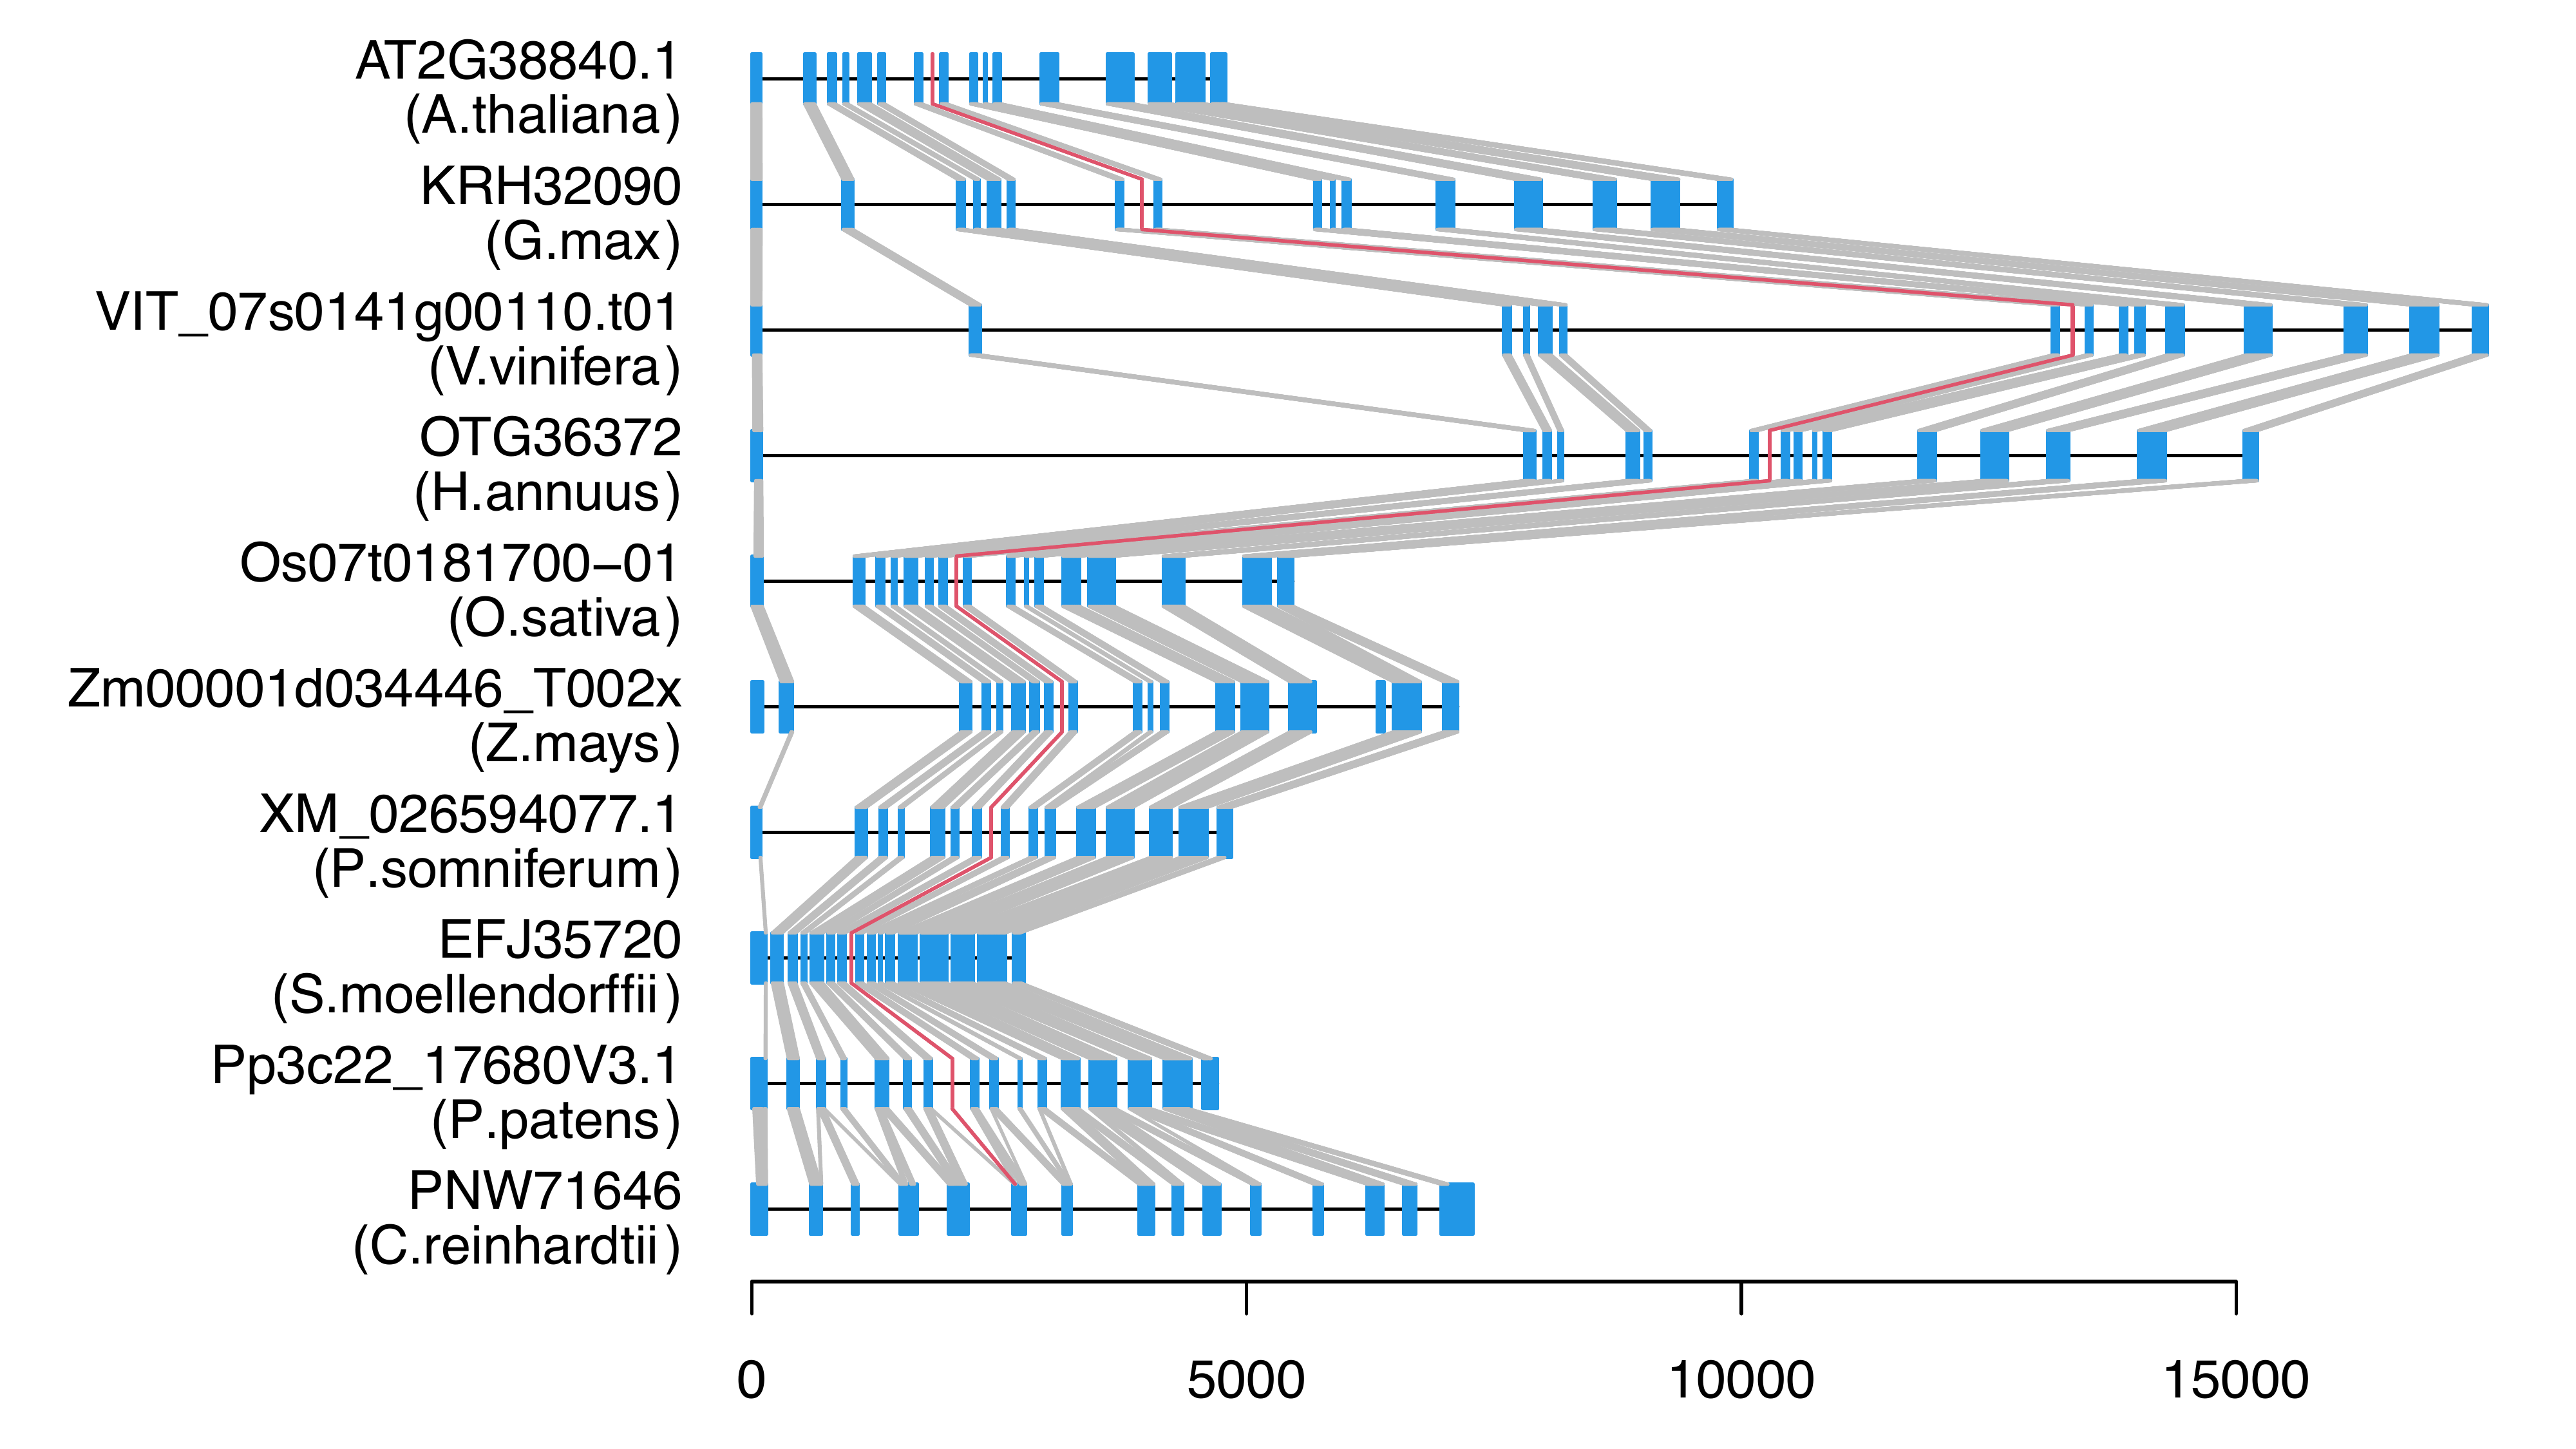 AT2G38840.1
(A.thaliana)
KRH32090
(G.max)
VIT_07s0141g00110.t01
(V.vinifera)
OTG36372
(H.annuus)
Os07t0181700−01
(O.sativa)
Zm00001d034446_T002x
(Z.mays)
XM_026594077.1
(P.somniferum)
EFJ35720
(S.moellendorffii)
Pp3c22_17680V3.1
(P.patens)
PNW71646
(C.reinhardtii)
0 5000 10000 15000